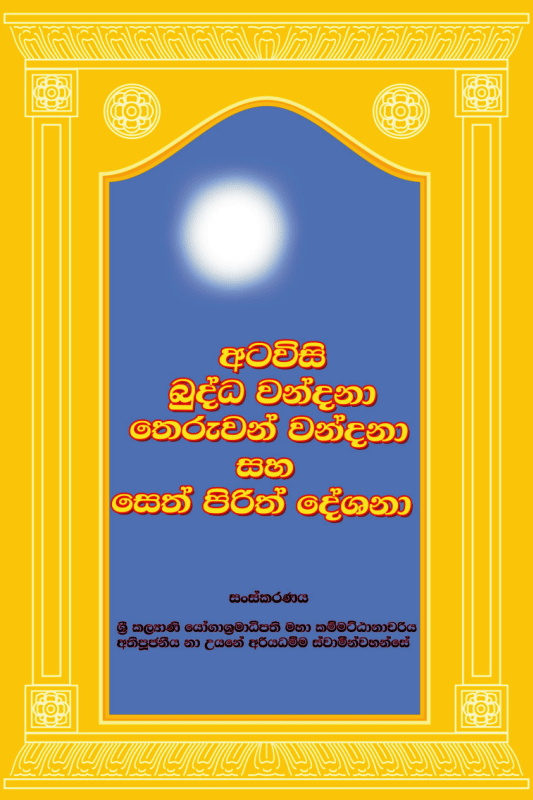 අටවිසි
බුද්ධ වන්දනා
තෙරුවන් වන්දනා
සහ
සෙත් පිරිත් දේශනා
සංස්කරණය
ශ්‍රී කල්‍යාණි යෝගාශ්‍රමාධිපති මහා කම්මට්ඨානාචරිය
අතිපූජනීය නා උයනේ අරියධම්ම ස්වාමීන්වහන්සේ